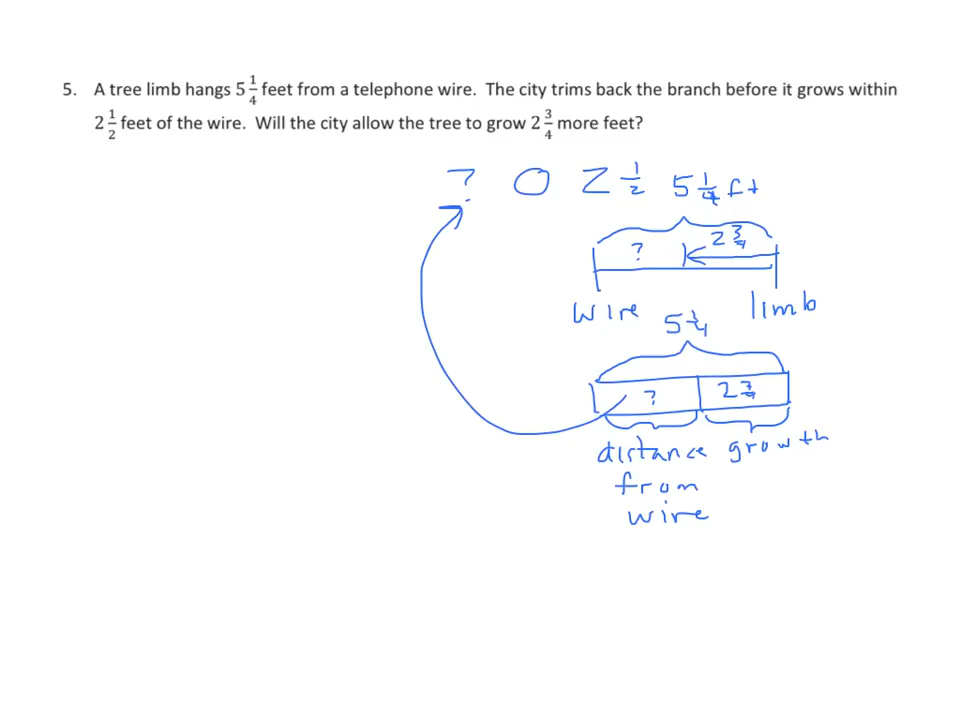 5. A tree limb hangs 5 1/4 feet from a telephone wire. The city trims back the branch before it grows within
2 1/2 feet of the wire. Will the city allow the tree to grow 2 3/4 more feet?
? ○ 2 1/2 5 1/4 ft
? 2 3/4
wire limb
5 1/4
? 2 3/4
distance growth
from
wire